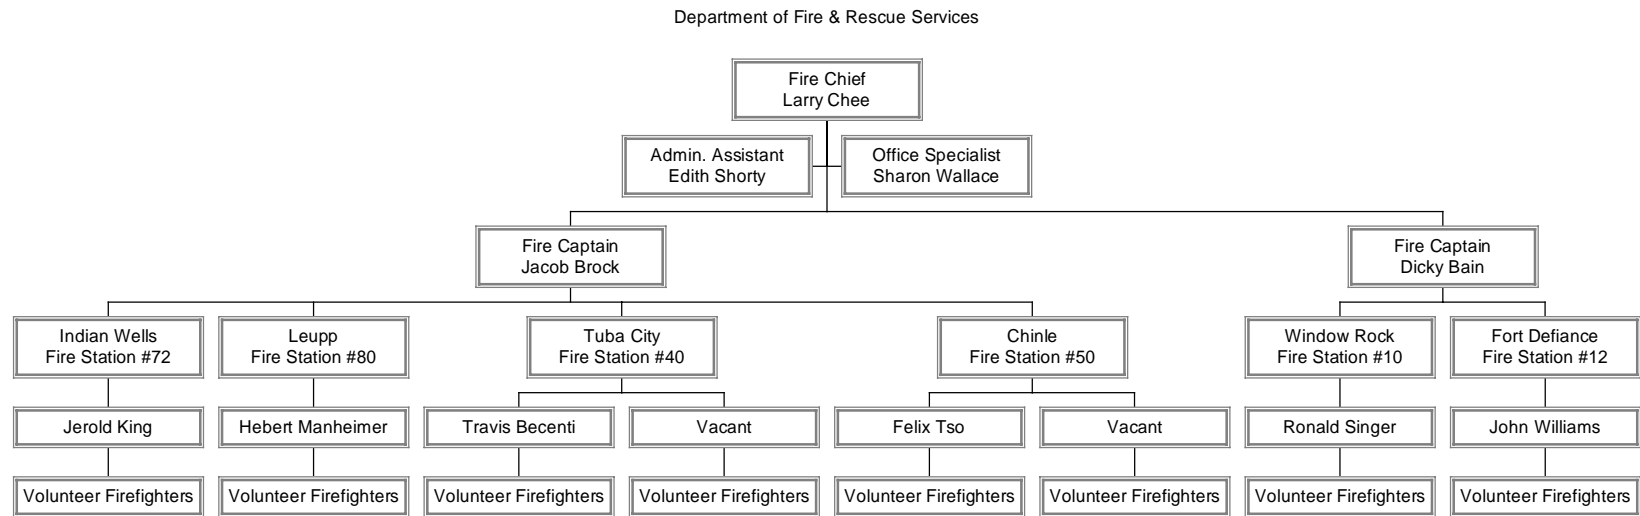 Department of Fire & Rescue Services
Fire Chief
Larry Chee
Admin. Assistant
Edith Shorty
Office Specialist
Sharon Wallace
Fire Captain
Jacob Brock
Fire Captain
Dicky Bain
Indian Wells
Fire Station #72
Leupp
Fire Station #80
Tuba City
Fire Station #40
Chinle
Fire Station #50
Window Rock
Fire Station #10
Fort Defiance
Fire Station #12
Jerold King
Hebert Manheimer
Travis Becenti
Vacant
Felix Tso
Vacant
Ronald Singer
John Williams
Volunteer Firefighters
Volunteer Firefighters
Volunteer Firefighters
Volunteer Firefighters
Volunteer Firefighters
Volunteer Firefighters
Volunteer Firefighters
Volunteer Firefighters